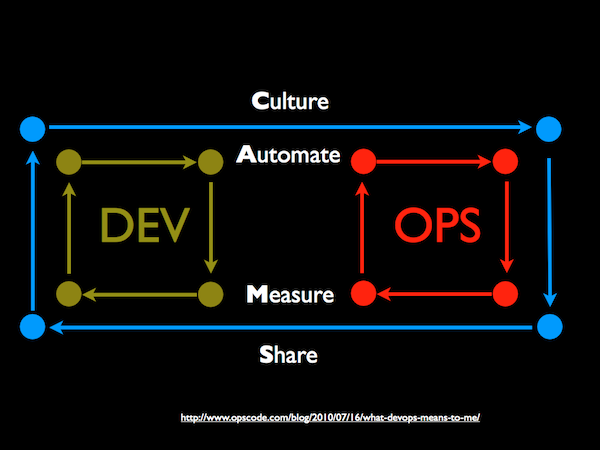 Culture
Automate
DEV
OPS
Measure
Share
http://www.opscode.com/blog/2010/07/16/what-devops-means-to-me/